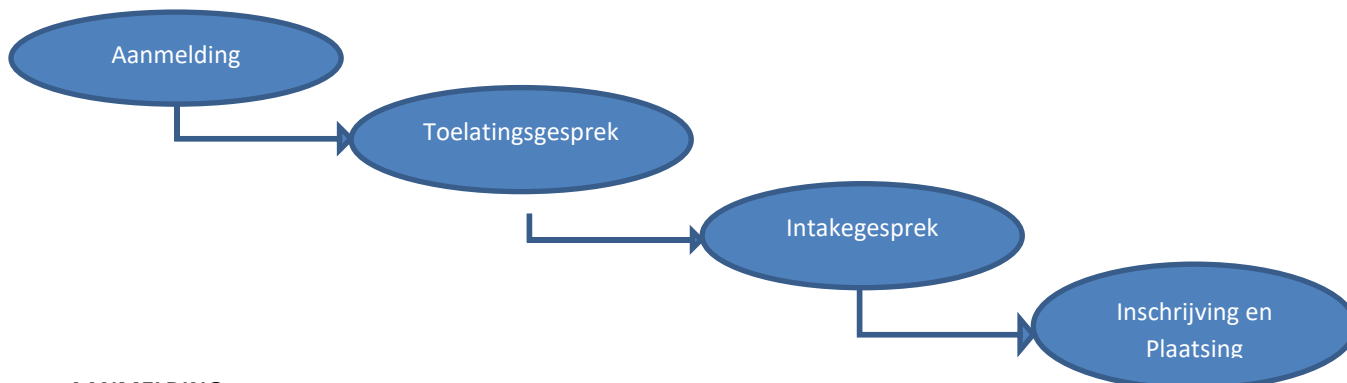 Aanmelding
Toelatingsgesprek
Intakegesprek
Inschrijving en
Plaatsing